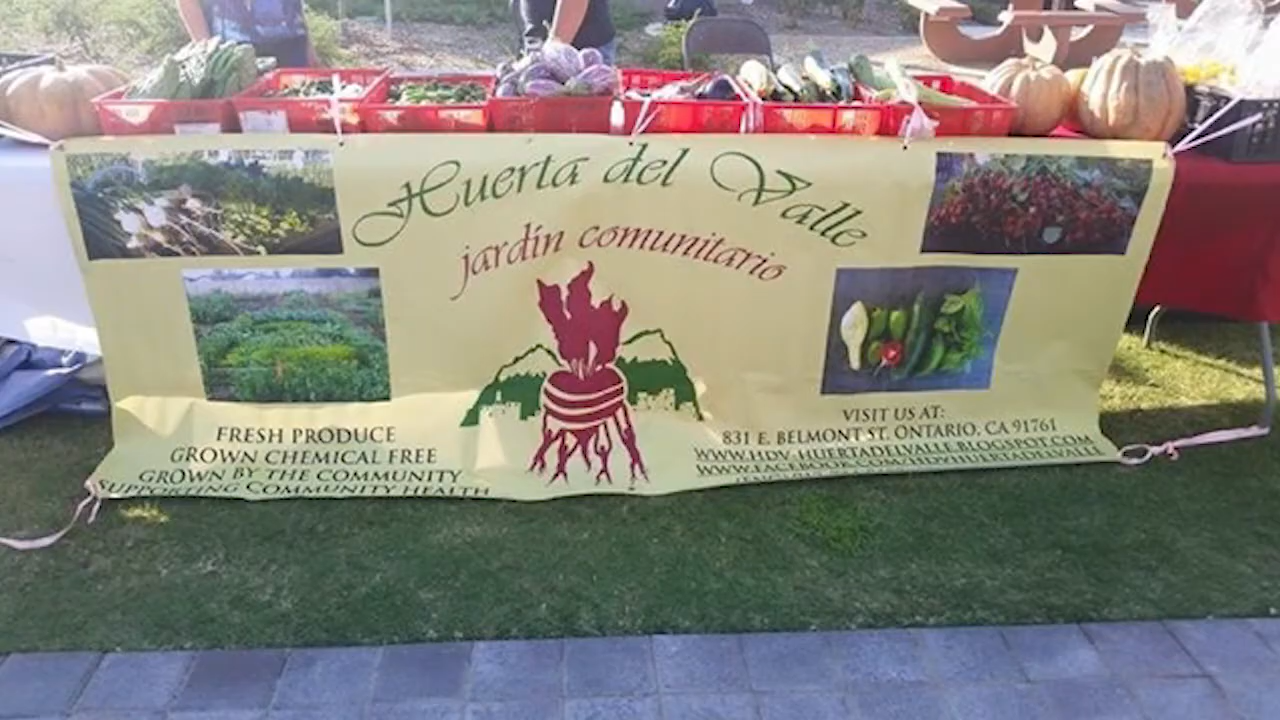 Huerta del Valle
jardín comunitario
FRESH PRODUCE
GROWN CHEMICAL FREE
GROWN BY THE COMMUNITY
SUPPORTING COMMUNITY HEALTH
VISIT US AT:
831 E. BELMONT ST. ONTARIO, CA 91761
WWW.HDV-HUERTADELVALLE.BLOGSPOT.COM